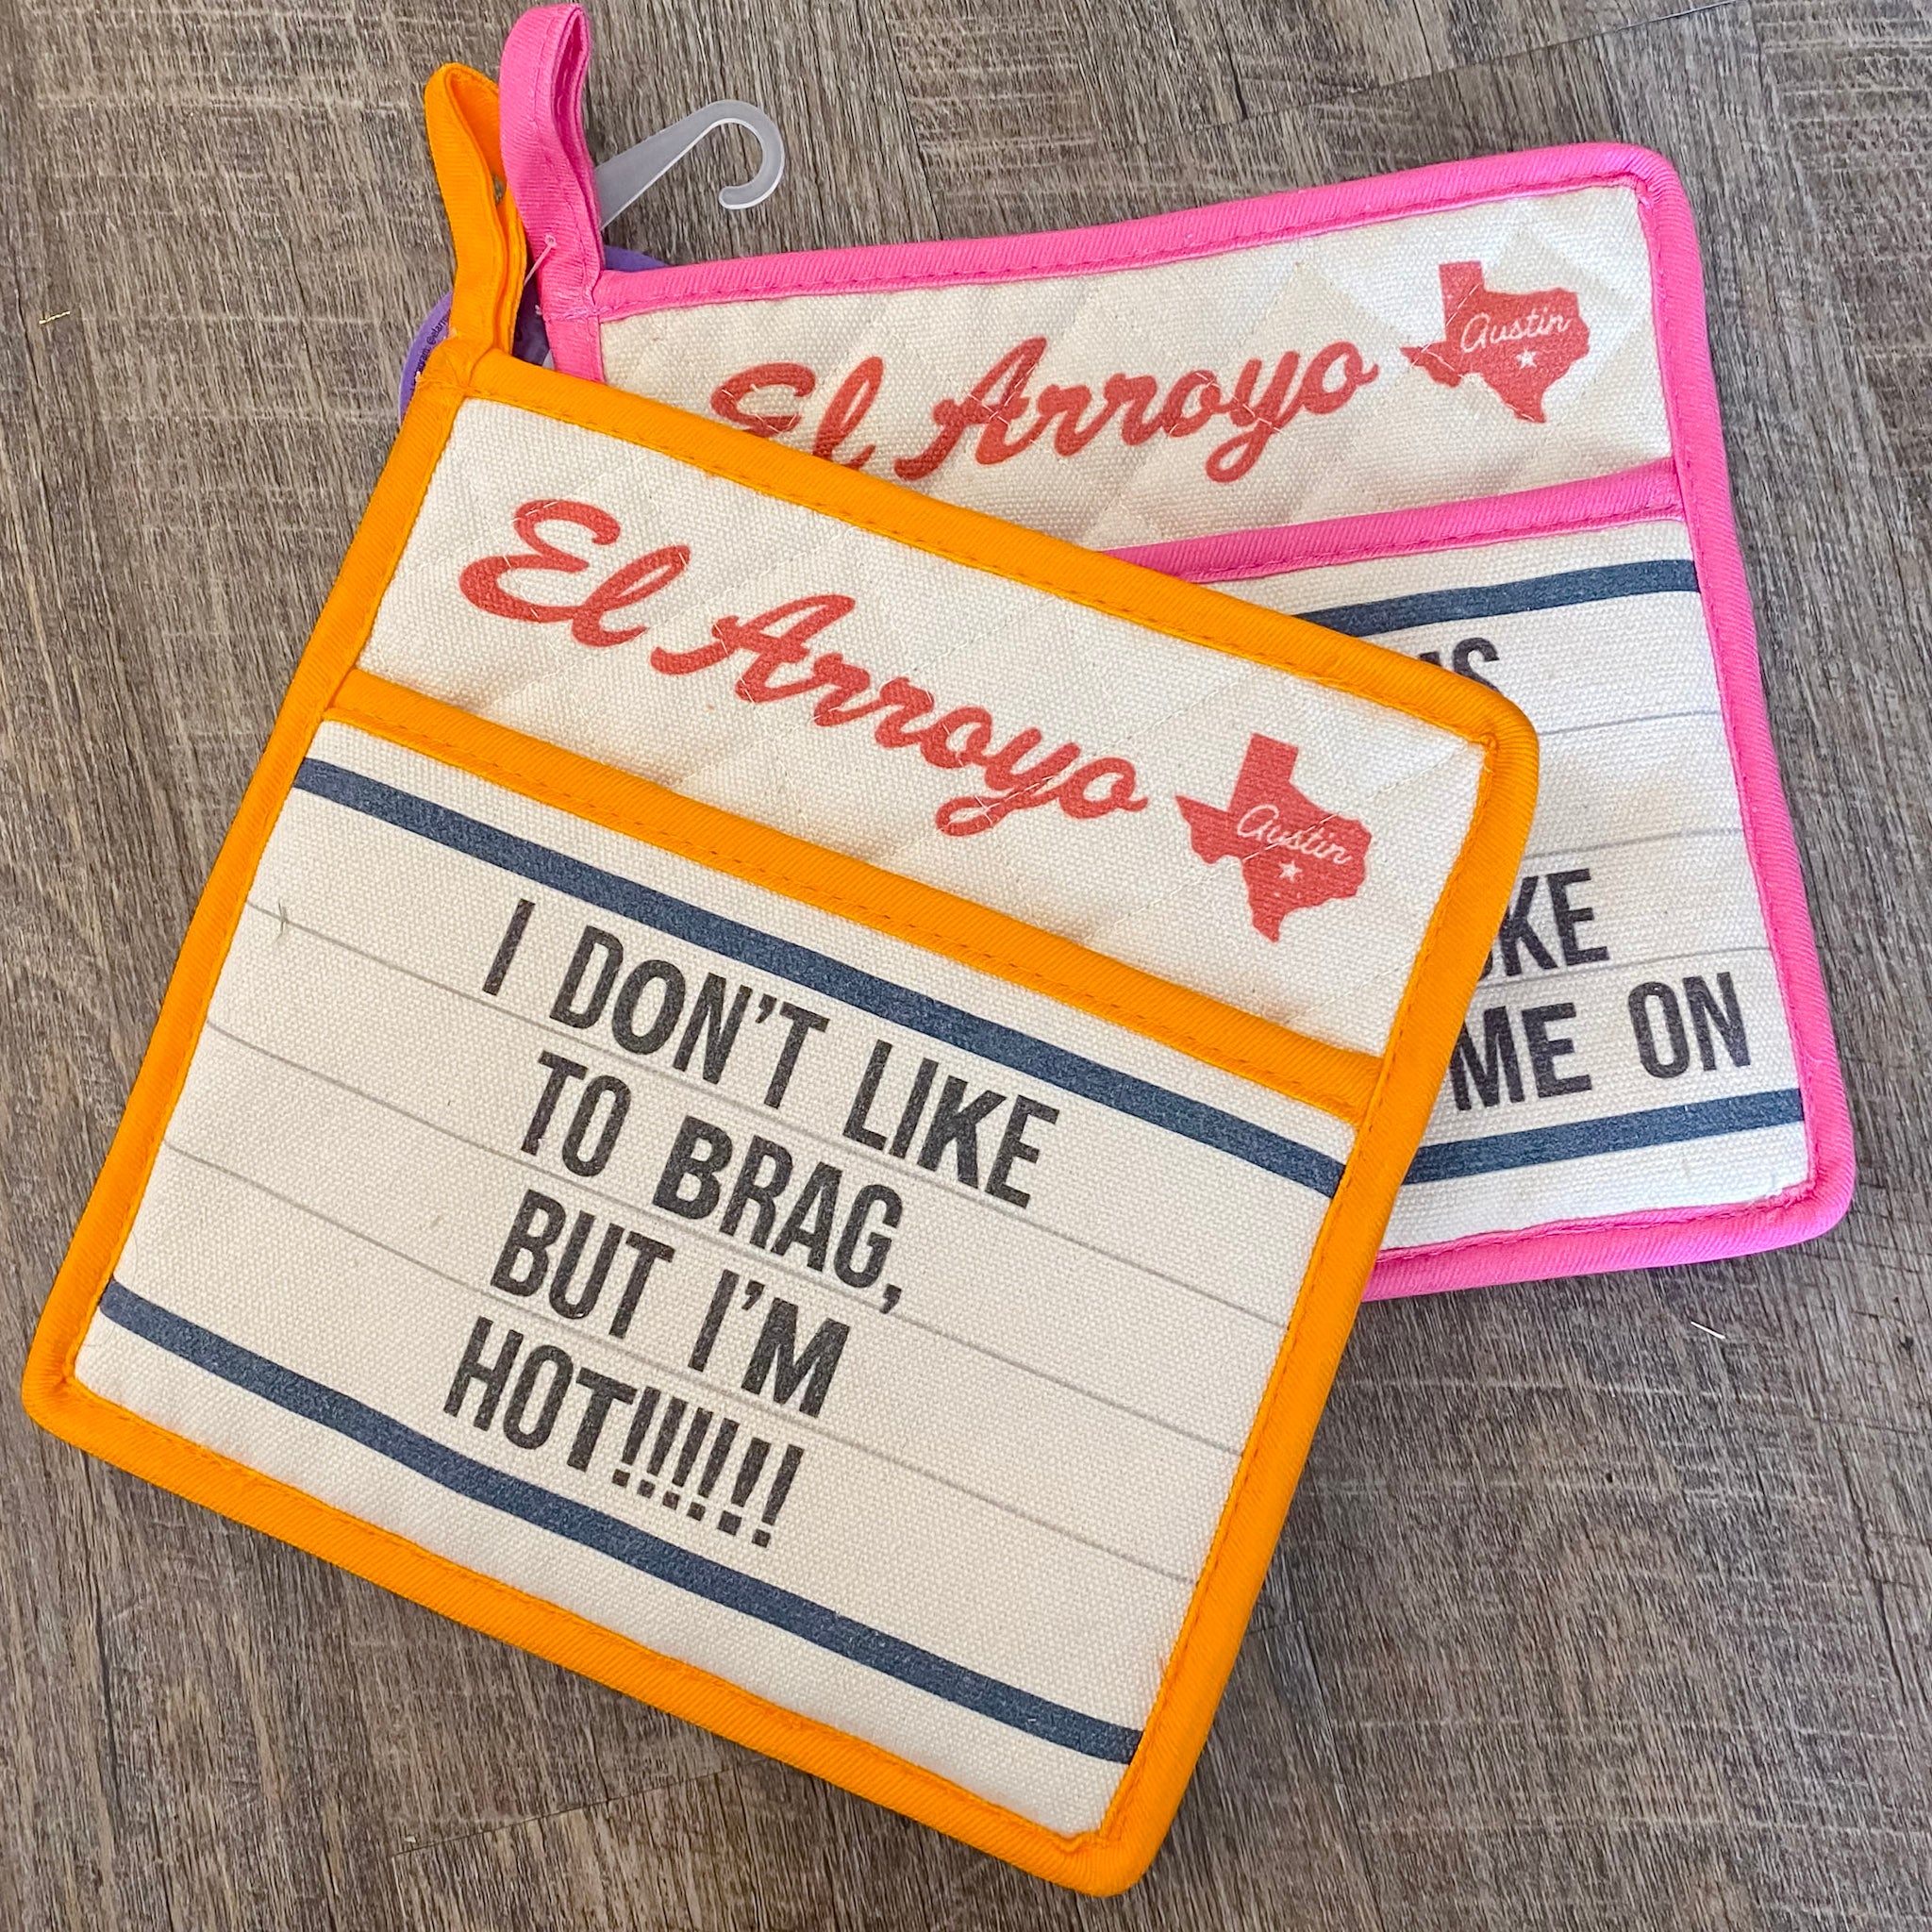 El Arroyo
Austin
El Arroyo
Austin
I DON'T LIKE
TO BRAG,
BUT I'M
HOT!!!!!!
ME ON